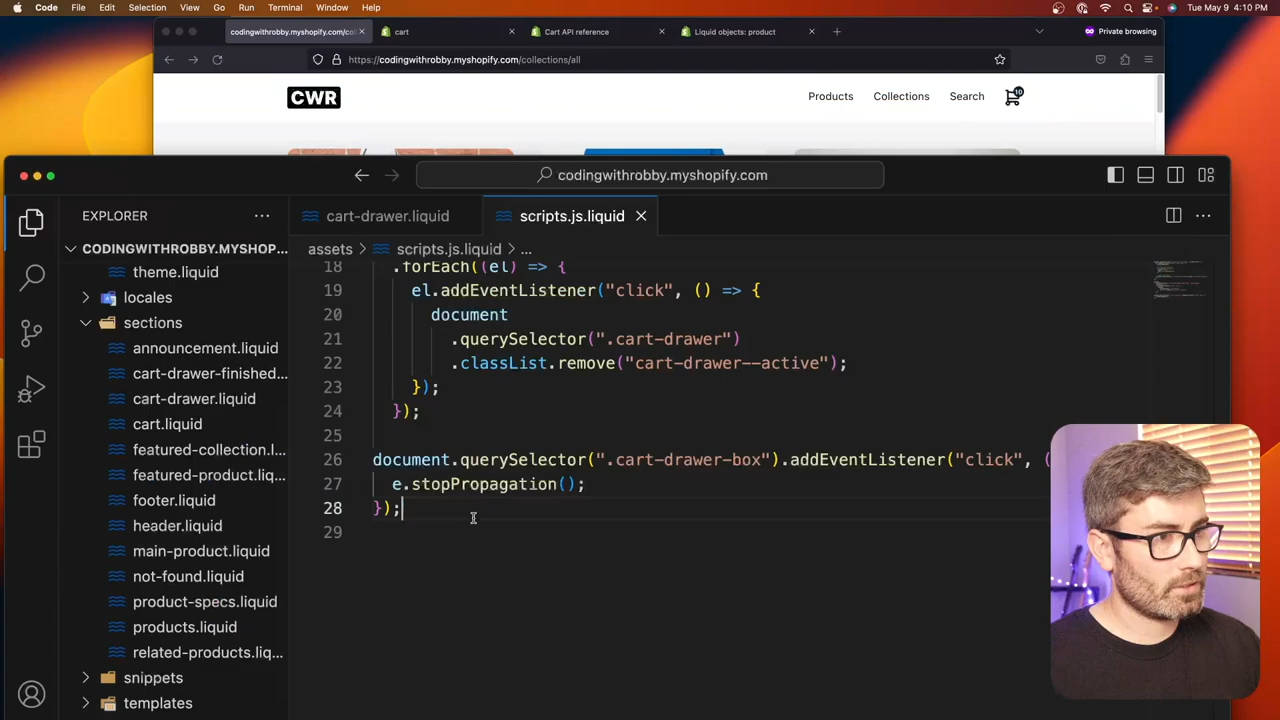 Code File Edit Selection View Go Run Terminal Window Help
Tue May 9 4:10 PM
codingwithrobby.myshopify.com/coll
cart
Cart API reference
Liquid objects: product
Private browsing
https://codingwithrobby.myshopify.com/collections/all
CWR
Products Collections Search 10
codingwithrobby.myshopify.com
EXPLORER
CODINGWITHROBBY.MYSHOP...
theme.liquid
locales
sections
announcement.liquid
cart-drawer-finished...
cart-drawer.liquid
cart.liquid
featured-collection.l...
featured-product.liq...
footer.liquid
header.liquid
main-product.liquid
not-found.liquid
product-specs.liquid
products.liquid
related-products.liq...
snippets
templates
cart-drawer.liquid
scripts.js.liquid
assets > scripts.js.liquid > ...
18 .forEach((el) => {
19 el.addEventListener("click", () => {
20 document
21 .querySelector(".cart-drawer")
22 .classList.remove("cart-drawer--active");
23 });
24 });
25
26 document.querySelector(".cart-drawer-box").addEventListener("click", (
27 e.stopPropagation();
28 });
29